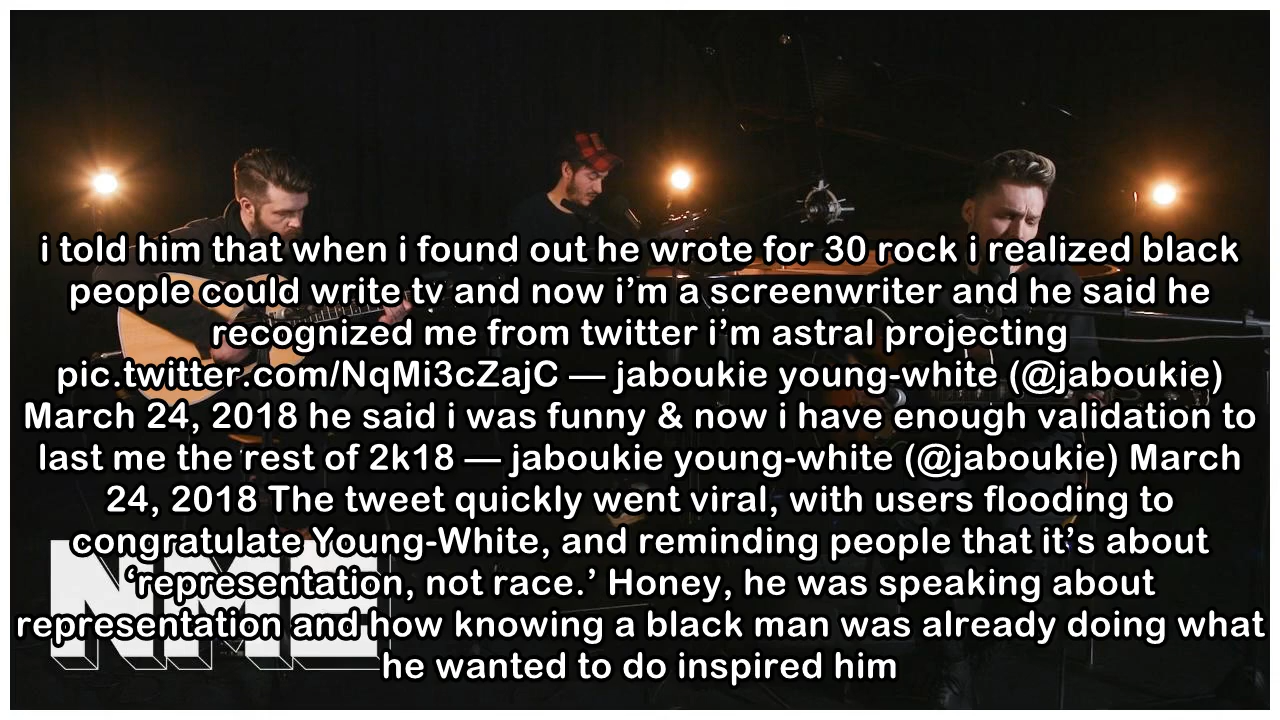 i told him that when i found out he wrote for 30 rock i realized black
people could write tv and now i’m a screenwriter and he said he
recognized me from twitter i’m astral projecting
pic.twitter.com/NqMi3cZajC — jaboukie young-white (@jaboukie)
March 24, 2018 he said i was funny & now i have enough validation to
last me the rest of 2k18 — jaboukie young-white (@jaboukie) March
24, 2018 The tweet quickly went viral, with users flooding to
congratulate Young-White, and reminding people that it’s about
‘representation, not race.’ Honey, he was speaking about
representation and how knowing a black man was already doing what
he wanted to do inspired him
NME